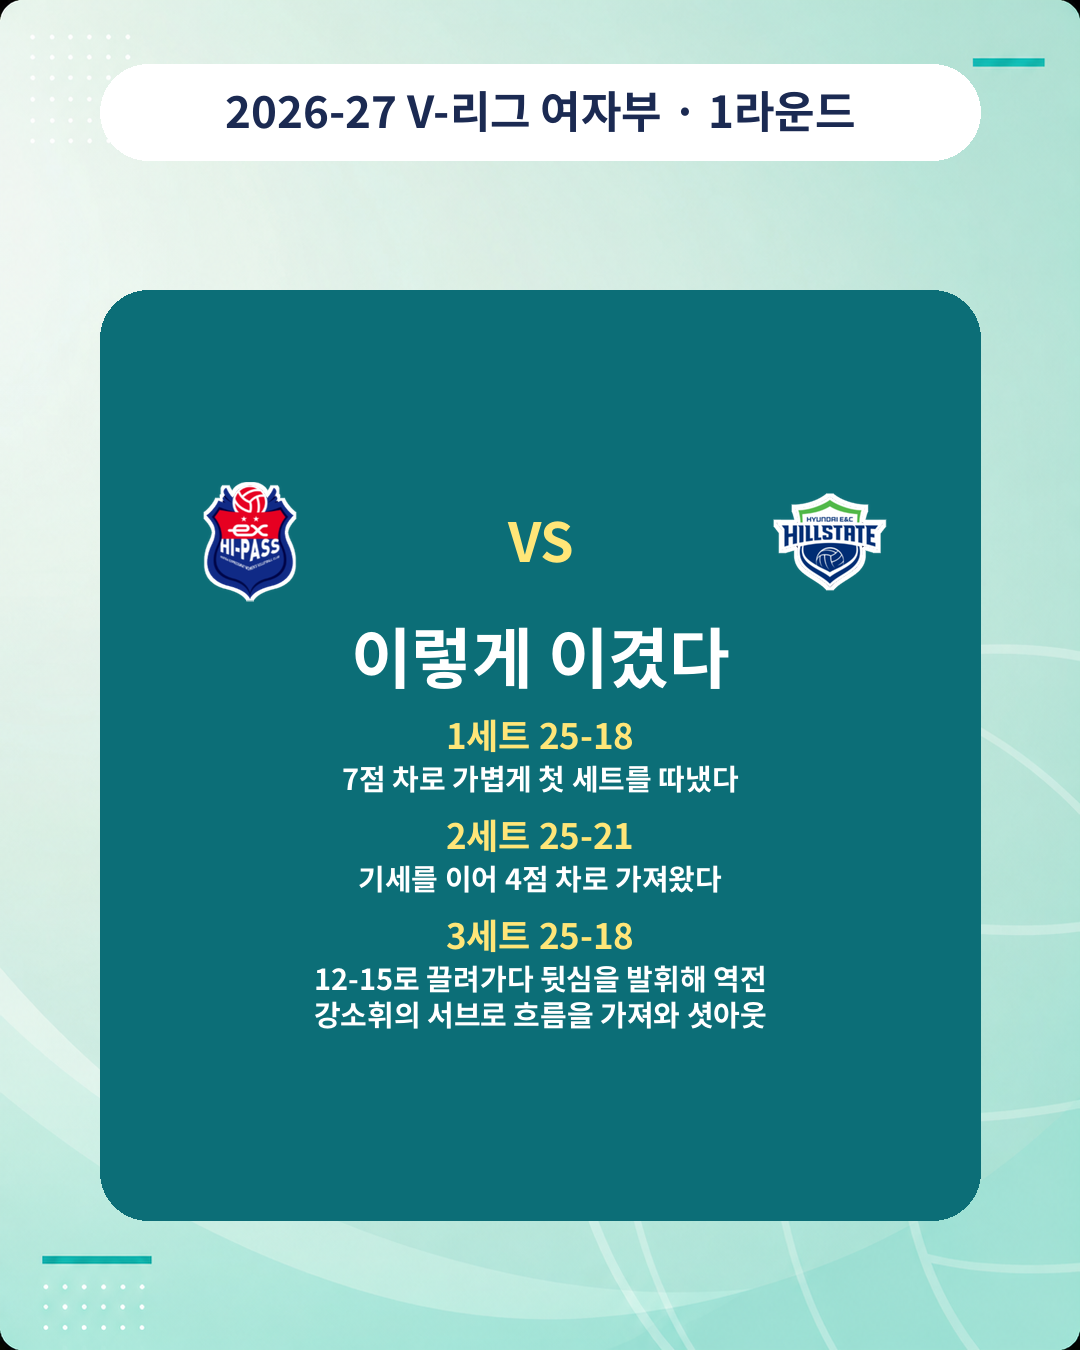 2026-27 V-리그 여자부 · 1라운드
ex
HI-PASS
VS
HYUNDAI E&C
HILLSTATE
이렇게 이겼다
1세트 25-18
7점 차로 가볍게 첫 세트를 따냈다
2세트 25-21
기세를 이어 4점 차로 가져왔다
3세트 25-18
12-15로 끌려가다 뒷심을 발휘해 역전
강소휘의 서브로 흐름을 가져와 셧아웃